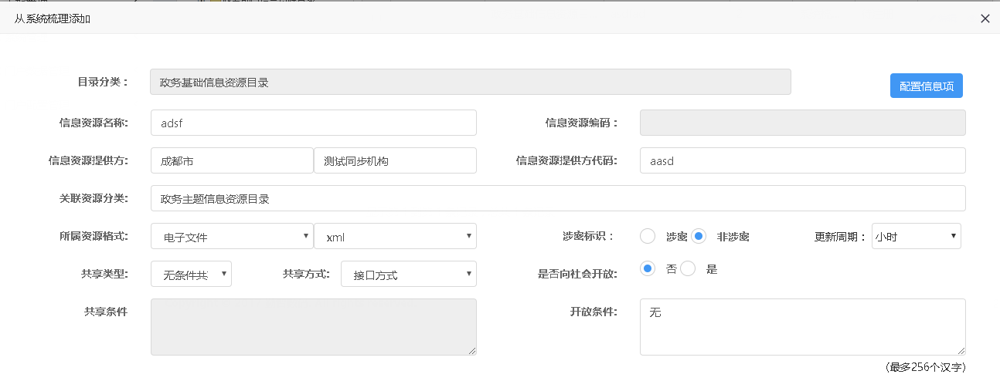 从系统梳理添加
目录分类： 政务基础信息资源目录 配置信息项
信息资源名称: adsf 信息资源编码：
信息资源提供方: 成都市 测试同步机构 信息资源提供方代码: aasd
关联资源分类: 政务主题信息资源目录
所属资源格式: 电子文件 xml 涉密标识： 涉密 非涉密 更新周期： 小时
共享类型: 无条件共 共享方式: 接口方式 是否向社会开放: 否 是
共享条件 开放条件: 无
(最多256个汉字)